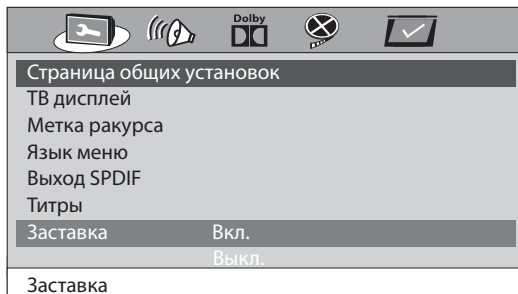 Dolby
Страница общих установок
ТВ дисплей
Метка ракурса
Язык меню
Выход SPDIF
Титры
Заставка Вкл.
Выкл.
Заставка